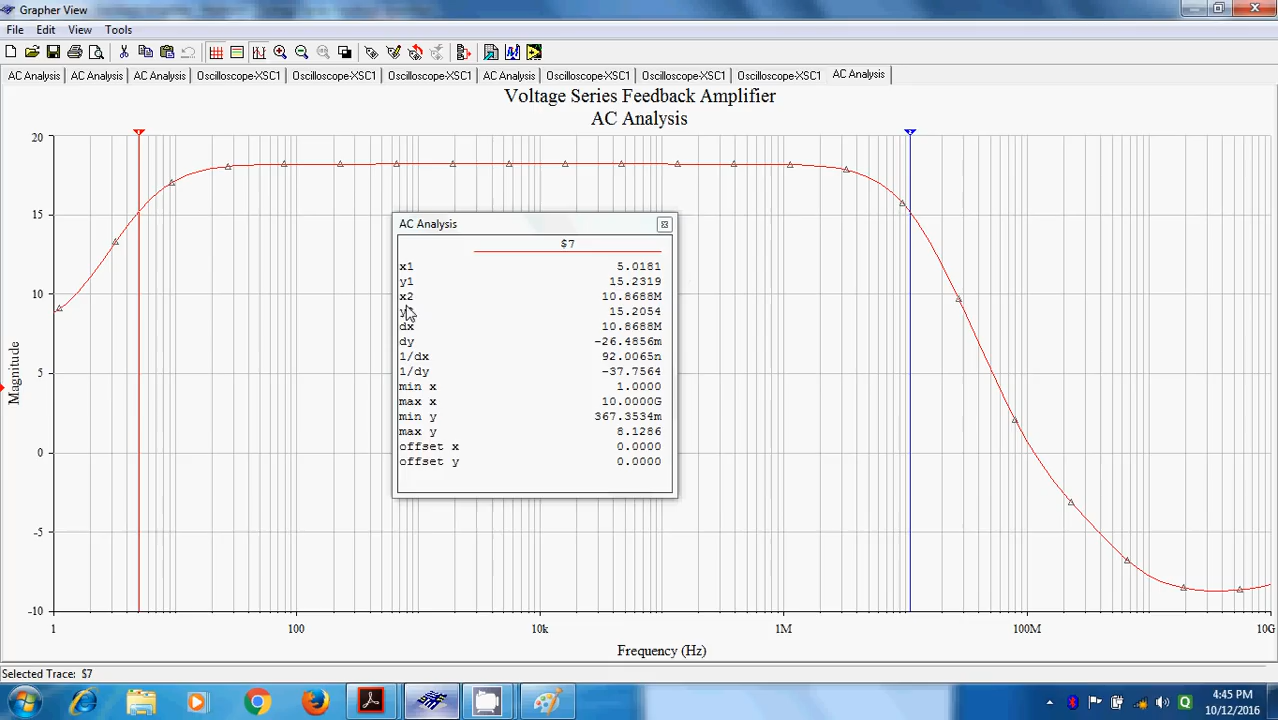 Grapher View
File Edit View Tools
AC Analysis AC Analysis AC Analysis Oscilloscope-XSC1 Oscilloscope-XSC1 Oscilloscope-XSC1 AC Analysis Oscilloscope-XSC1 Oscilloscope-XSC1 Oscilloscope-XSC1 AC Analysis
Voltage Series Feedback Amplifier
AC Analysis
20
15
10
5
0
-5
-10
Magnitude
AC Analysis
$7
x1 5.0181
y1 15.2319
x2 10.8688M
15.2054
dx 10.8688M
dy -26.4856m
1/dx 92.0065n
1/dy -37.7564
min x 1.0000
max x 10.0000G
min y 367.3534m
max y 8.1286
offset x 0.0000
offset y 0.0000
1 100 10k 1M 100M 10G
Frequency (Hz)
Selected Trace: $7
4:45 PM
10/12/2016